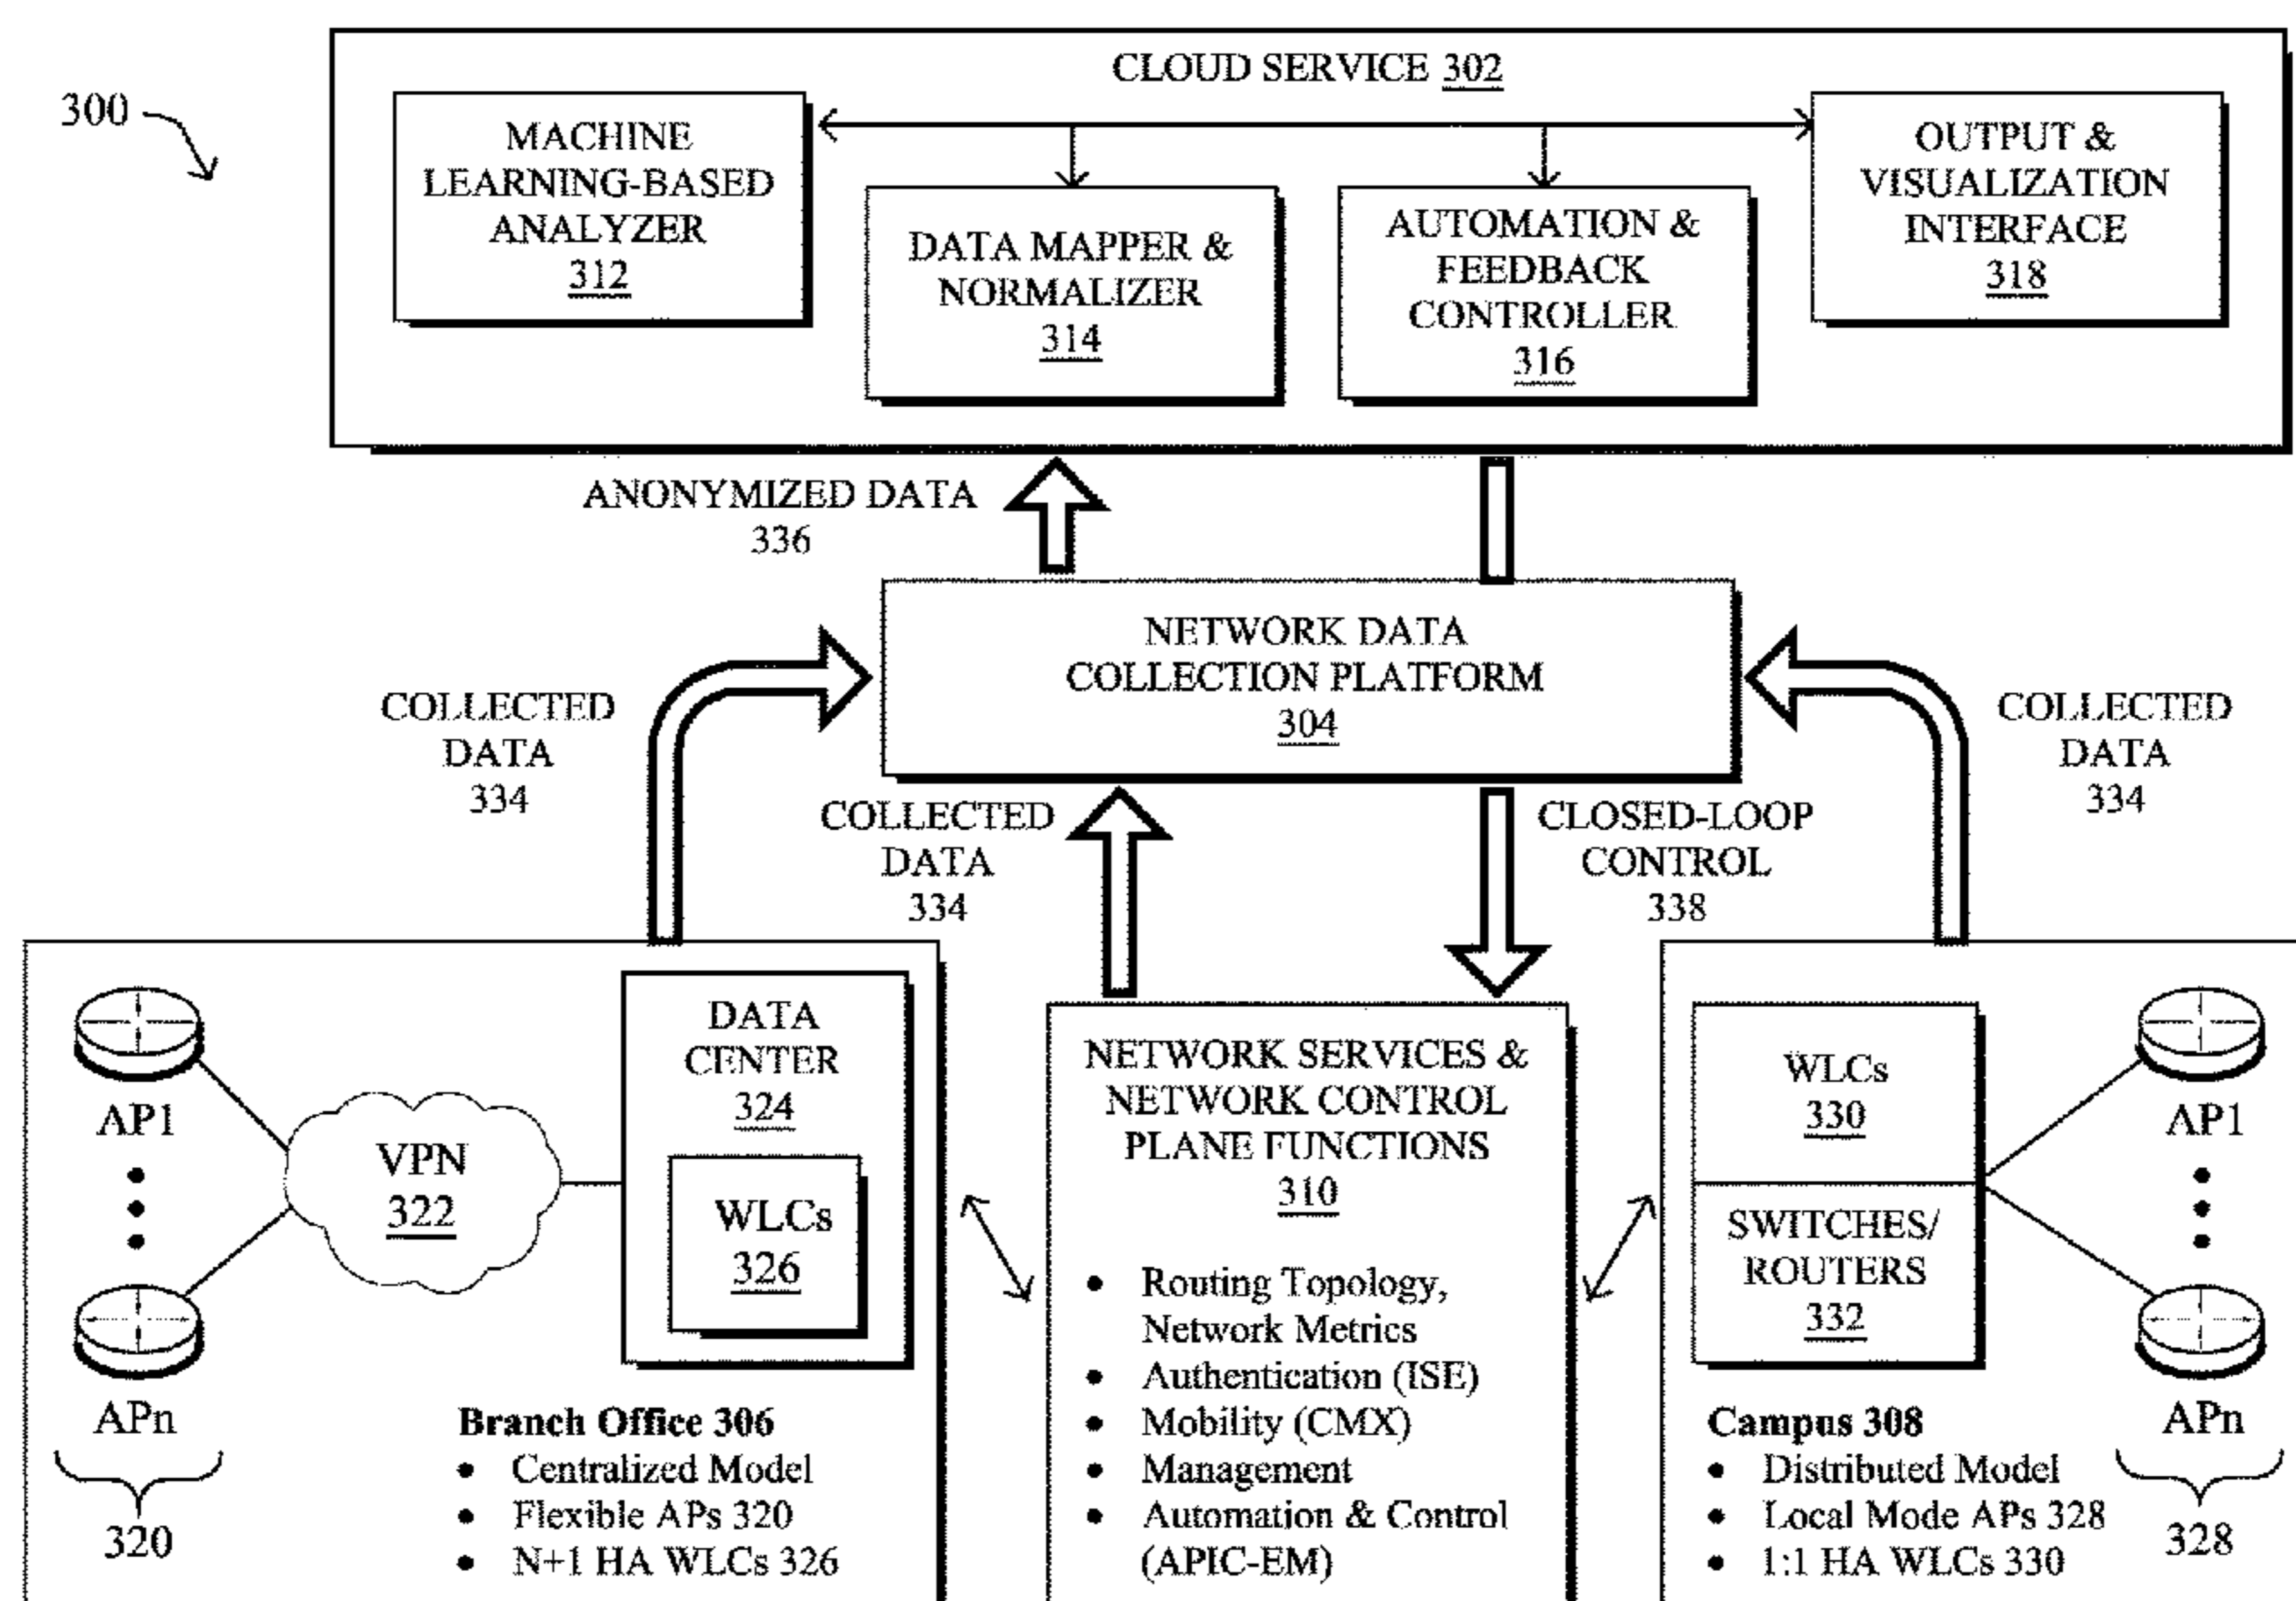 300
CLOUD SERVICE 302
MACHINE
LEARNING-BASED
ANALYZER
312
DATA MAPPER &
NORMALIZER
314
AUTOMATION &
FEEDBACK
CONTROLLER
316
OUTPUT &
VISUALIZATION
INTERFACE
318
ANONYMIZED DATA
336
NETWORK DATA
COLLECTION PLATFORM
304
COLLECTED
DATA
334
COLLECTED
DATA
334
CLOSED-LOOP
CONTROL
338
COLLECTED
DATA
334
AP1
APn
320
VPN
322
DATA
CENTER
324
WLCs
326
Branch Office 306
• Centralized Model
• Flexible APs 320
• N+1 HA WLCs 326
NETWORK SERVICES &
NETWORK CONTROL
PLANE FUNCTIONS
310
• Routing Topology,
Network Metrics
• Authentication (ISE)
• Mobility (CMX)
• Management
• Automation & Control
(APIC-EM)
WLCs
330
SWITCHES/
ROUTERS
332
AP1
APn
328
Campus 308
• Distributed Model
• Local Mode APs 328
• 1:1 HA WLCs 330